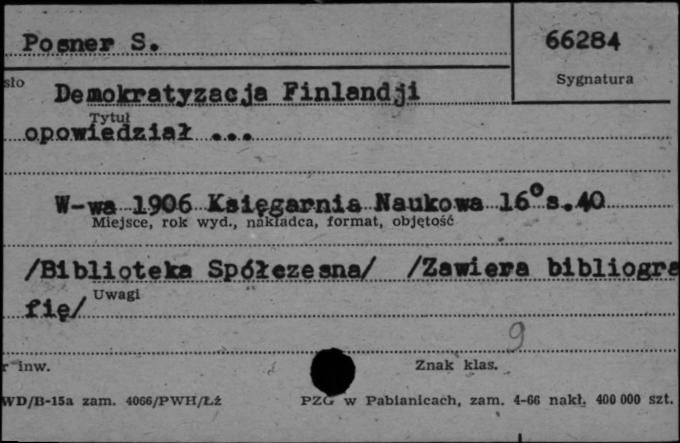 Posner S.
66284
Sygnatura
sło
Demokratyzacja Finlandji
Tytuł
opowiedział ...
W-wa 1906 Księgarnia Naukowa 16° s.40
Miejsce, rok wyd., nakładca, format, objętość
/Biblioteka Spółczesna/ /Zawiera bibliogra
Uwagi
fię/
9
r inw.
Znak klas.
WD/B-15a zam. 4066/PWH/Łź
PZG w Pabianicach, zam. 4-66 nakł. 400 000 szt.